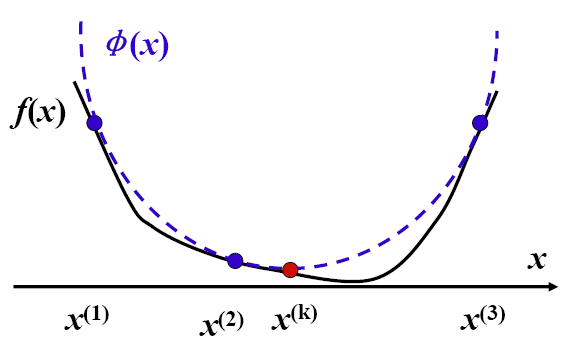 Φ(x)
f(x)
x
x(1) x(2) x(k) x(3)